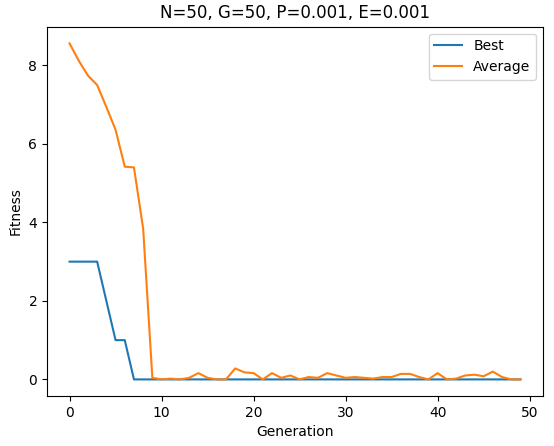 N=50, G=50, P=0.001, E=0.001
Best
Average
Fitness
8
6
4
2
0
0 10 20 30 40 50
Generation